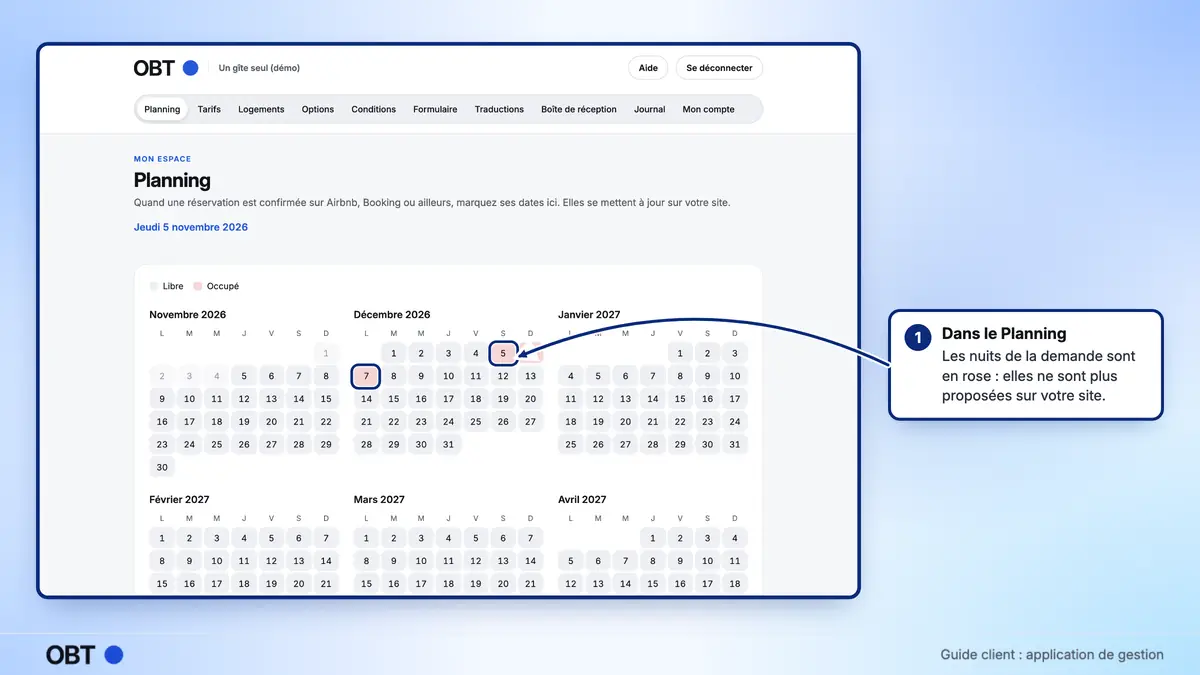 OBT
Un gîte seul (démo)
Aide
Se déconnecter
Planning
Tarifs
Logements
Options
Conditions
Formulaire
Traductions
Boîte de réception
Journal
Mon compte
MON ESPACE
Planning
Quand une réservation est confirmée sur Airbnb, Booking ou ailleurs, marquez ses dates ici. Elles se mettent à jour sur votre site.
Jeudi 5 novembre 2026
Libre
Occupé
Novembre 2026
L M M J V S D
1
2 3 4 5 6 7 8
9 10 11 12 13 14 15
16 17 18 19 20 21 22
23 24 25 26 27 28 29
30
Décembre 2026
L M M J V S D
1 2 3 4 5
7 8 9 10 11 12 13
14 15 16 17 18 19 20
21 22 23 24 25 26 27
28 29 30 31
Janvier 2027
J V S D
1 2 3
4 5 6 7 8 9 10
11 12 13 14 15 16 17
18 19 20 21 22 23 24
25 26 27 28 29 30 31
Février 2027
L M M J V S D
1 2 3 4 5 6 7
8 9 10 11 12 13 14
15 16 17 18 19 20 21
Mars 2027
L M M J V S D
1 2 3 4 5 6 7
8 9 10 11 12 13 14
15 16 17 18 19 20 21
Avril 2027
L M M J V S D
1 2 3 4
5 6 7 8 9 10 11
12 13 14 15 16 17 18
1
Dans le Planning
Les nuits de la demande sont
en rose : elles ne sont plus
proposées sur votre site.
OBT
Guide client : application de gestion